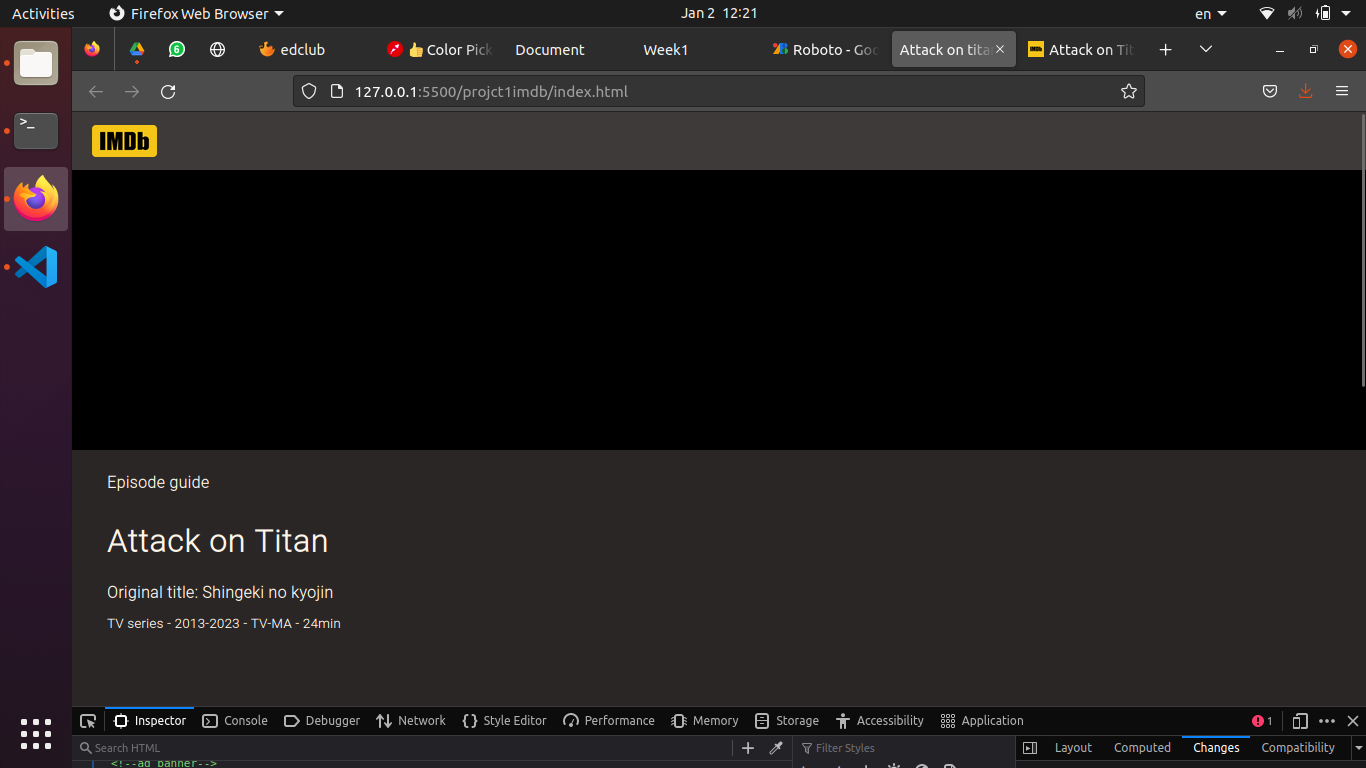 Activities
Firefox Web Browser
Jan 2 12:21
en
6
edclub
Color Pick
Document
Week1
Roboto - Goo
Attack on tita
Attack on Tit
127.0.0.1:5500/projct1imdb/index.html
IMDb
Episode guide
Attack on Titan
Original title: Shingeki no kyojin
TV series - 2013-2023 - TV-MA - 24min
Inspector
Console
Debugger
Network
Style Editor
Performance
Memory
Storage
Accessibility
Application
1
Search HTML
Filter Styles
Layout
Computed
Changes
Compatibility
<!--ad banner-->